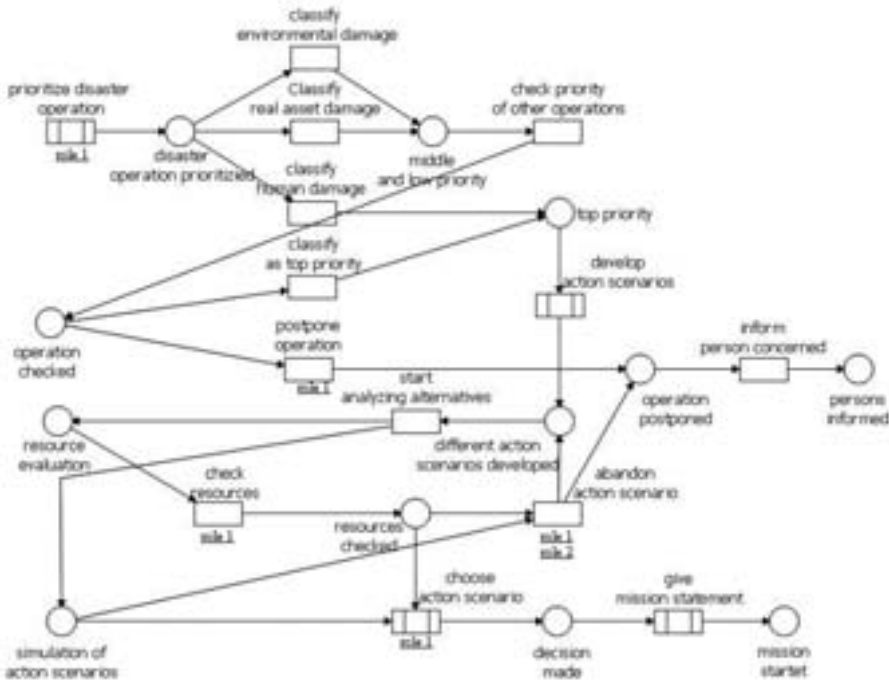 classify
environmental damage
prioritize disaster
operation
Classify
real asset damage
check priority
of other operations
disaster
operation prioritizied
classify
human damage
middle
and low priority
top priority
classify
as top priority
develop
action scenarios
operation
checked
postpone
operation
inform
person concerned
start
analyzing alternatives
operation
postponed
persons
informed
resource
evaluation
different action
scenarios developed
check
resources
abandon
action scenario
resources
checked
choose
action scenario
give
mission statement
simulation of
action scenarios
decision
made
mission
startet